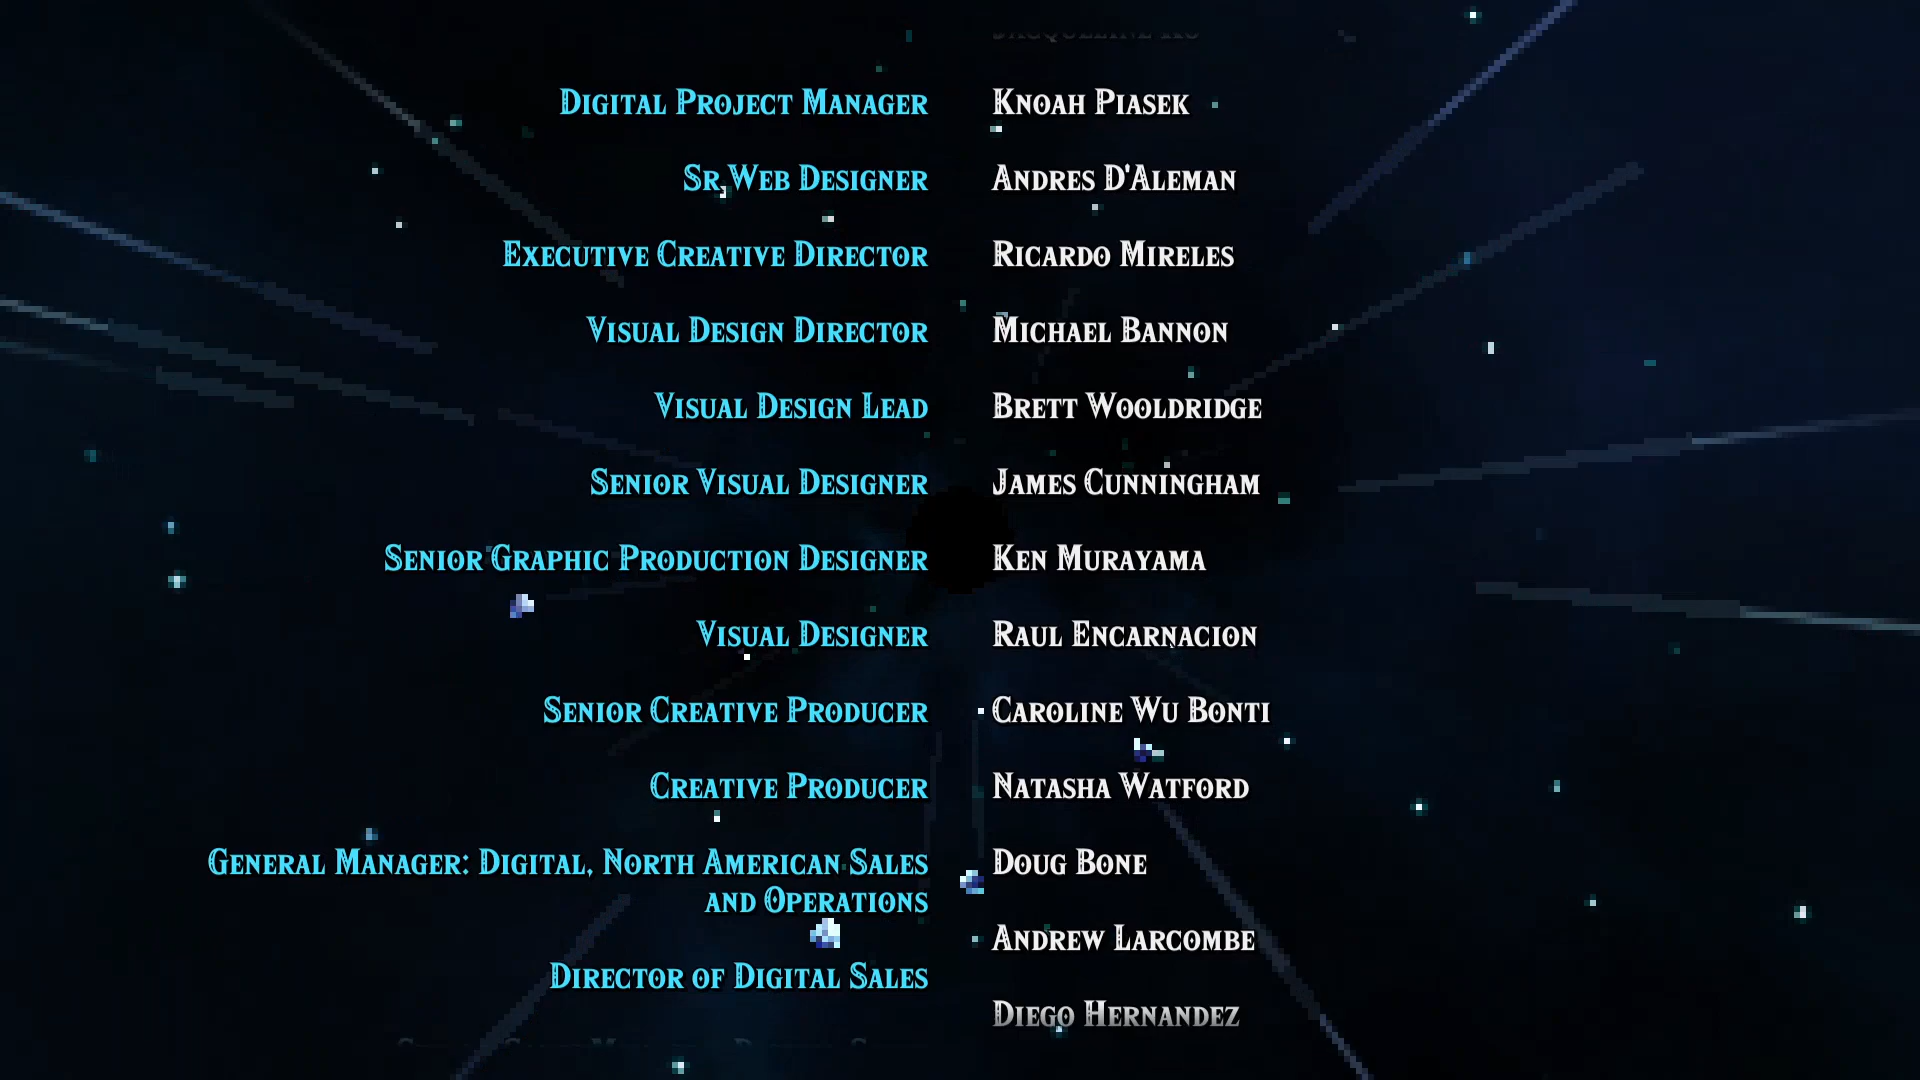 Digital Project Manager Knoah Piasek
Sr Web Designer Andres D'Aleman
Executive Creative Director Ricardo Mireles
Visual Design Director Michael Bannon
Visual Design Lead Brett Wooldridge
Senior Visual Designer James Cunningham
Senior Graphic Production Designer Ken Murayama
Visual Designer Raul Encarnacion
Senior Creative Producer Caroline Wu Bonti
Creative Producer Natasha Watford
General Manager: Digital, North American Sales Doug Bone
and Operations
Andrew Larcombe
Director of Digital Sales
Diego Hernandez